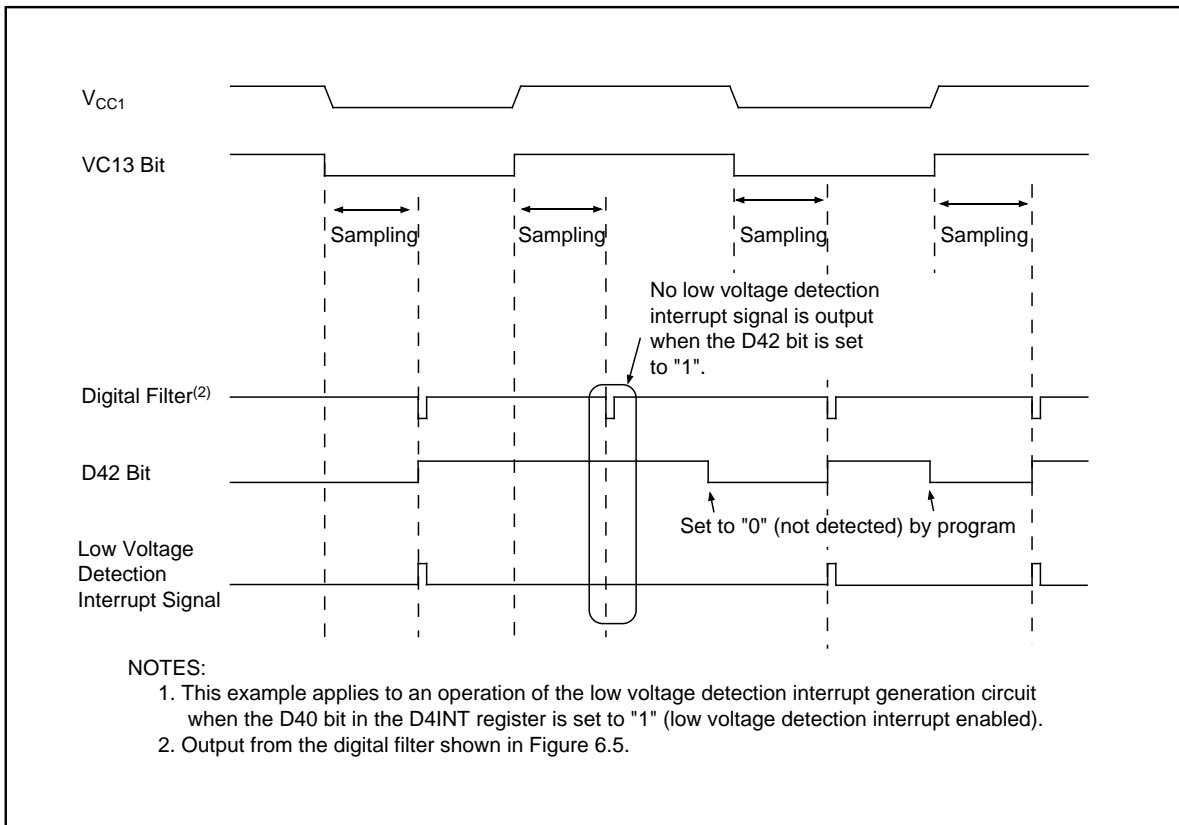 VCC1
VC13 Bit
Sampling
Sampling
Sampling
Sampling
No low voltage detection
interrupt signal is output
when the D42 bit is set
to "1".
Digital Filter(2)
D42 Bit
Set to "0" (not detected) by program
Low Voltage
Detection
Interrupt Signal
NOTES:
1. This example applies to an operation of the low voltage detection interrupt generation circuit
when the D40 bit in the D4INT register is set to "1" (low voltage detection interrupt enabled).
2. Output from the digital filter shown in Figure 6.5.